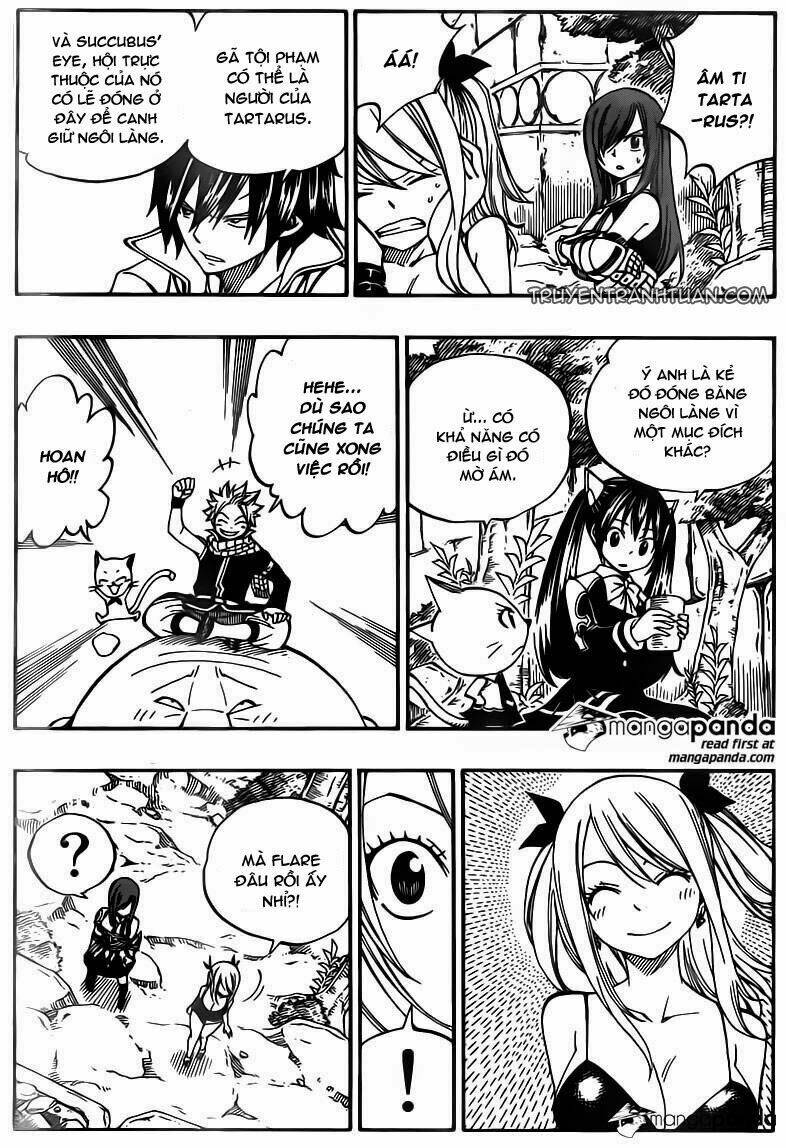 VÀ SUCCUBUS'
EYE, HỘI TRỰC
THUỘC CỦA NÓ
CÓ LẼ ĐÓNG Ở
ĐÂY ĐỂ CANH
GIỮ NGÔI LÀNG.
GÃ TỘI PHẠM
CÓ THỂ LÀ
NGƯỜI CỦA
TARTARUS.
ÁÁ!
ÂM TI
TARTA
-RUS?!
TRUYENTRANHTUAN.COM
HOAN
HÔ!!
HEHE...
DÙ SAO
CHÚNG TA
CŨNG XONG
VIỆC RỒI!
Ừ... CÓ
KHẢ NĂNG CÓ
ĐIỀU GÌ ĐÓ
MỜ ÁM.
Ý ANH LÀ KẺ
ĐÓ ĐÓNG BĂNG
NGÔI LÀNG VÌ
MỘT MỤC ĐÍCH
KHÁC?
mangapanda
read first at
mangapanda.com
?
MÀ FLARE
ĐÂU RỒI ẤY
NHỈ?!
!
mangapanda